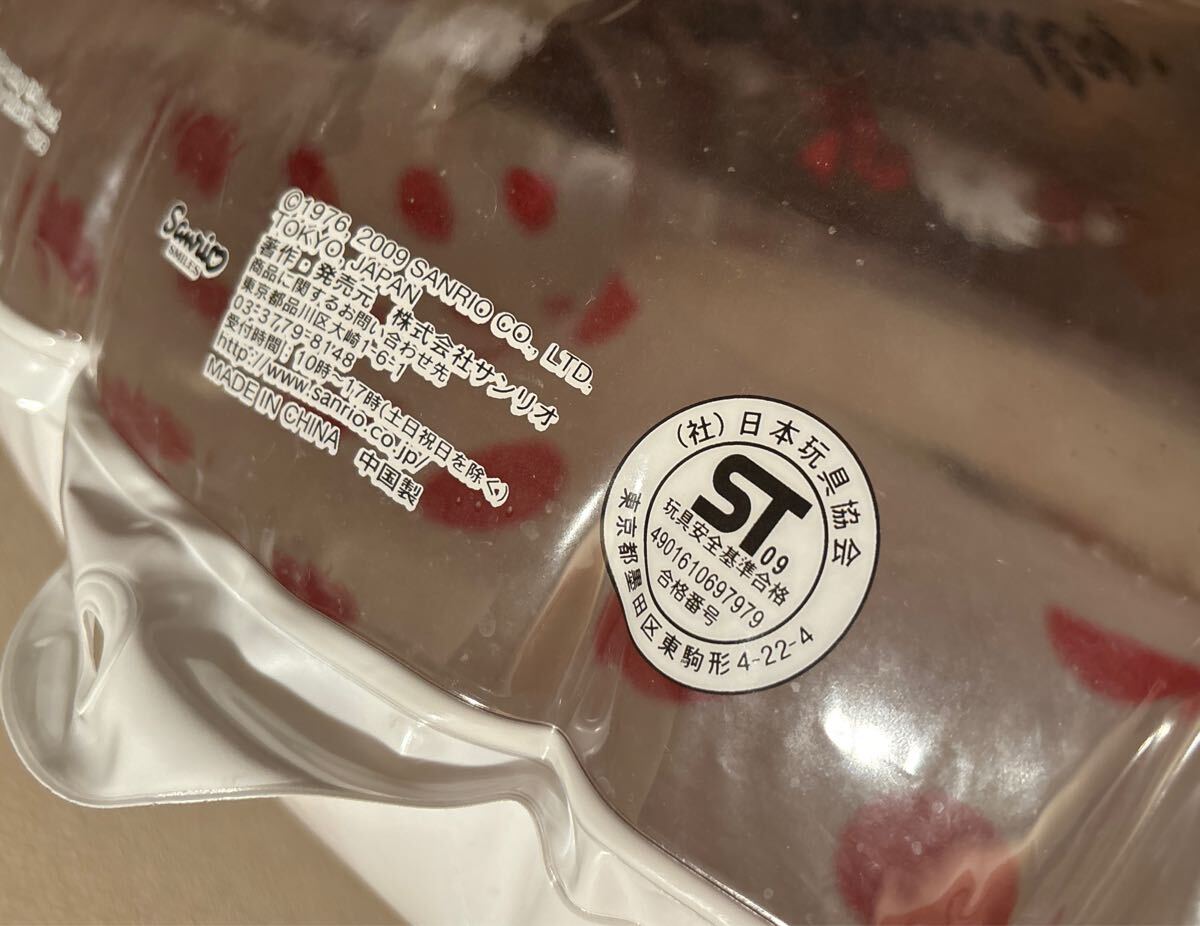 Sanrio
SMILES
©1976, 2009 SANRIO CO., LTD.
TOKYO, JAPAN
著作・発売元・株式会社サンリオ
商品に関するお問い合わせ先
東京都品川区大崎1-6-1
03-3779-8148
受付時間:10時~17時(土日祝日を除く)
http://www.sanrio.co.jp/
MADE IN CHINA 中国製
(社)日本玩具協会
ST
09
玩具安全基準合格
4901610697979
合格番号
東京都墨田区東駒形4-22-4